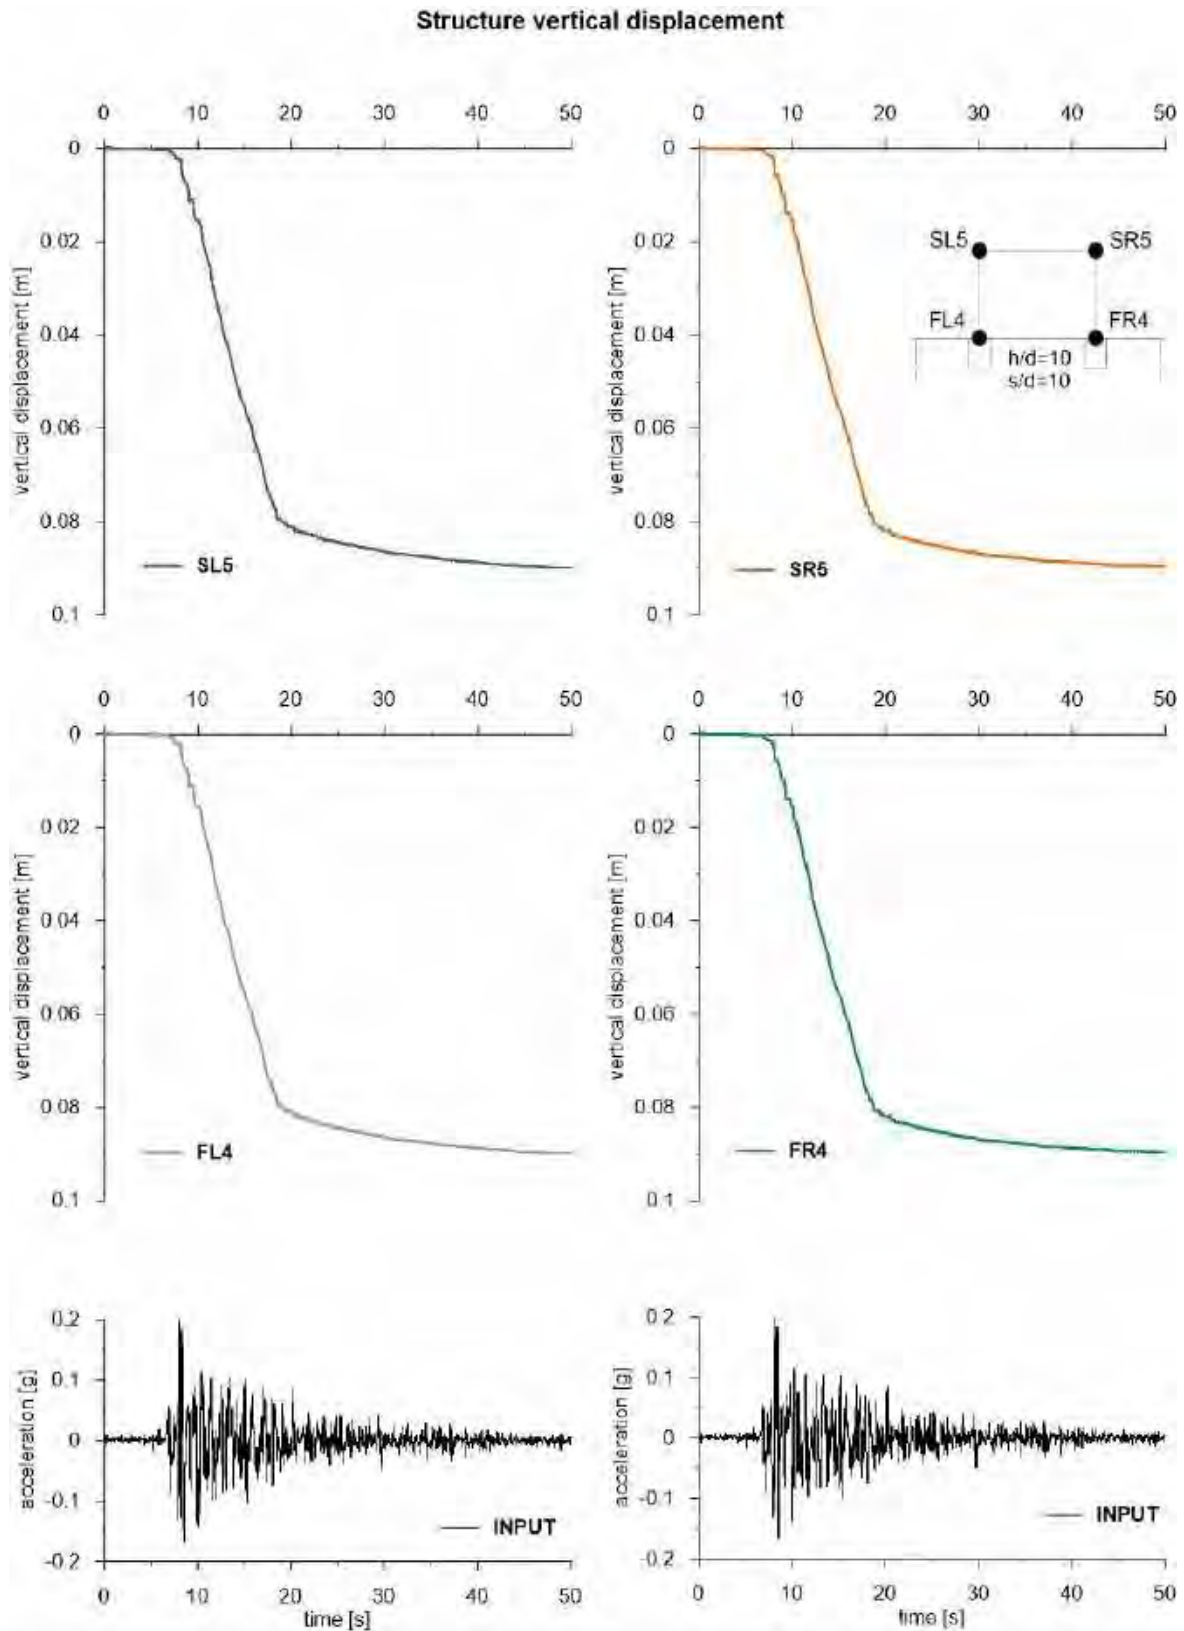 Structure vertical displacement
0 10 20 30 40 50
0
0.02
0.04
0.06
0.08
0.1
vertical displacement [m]
SL5
0 10 20 30 40 50
0
0.02
0.04
0.06
0.08
0.1
vertical displacement [m]
SL5 SR5
FL4 FR4
h/d=10
s/d=10
SR5
0 10 20 30 40 50
0
0.02
0.04
0.06
0.08
0.1
vertical displacement [m]
FL4
0 10 20 30 40 50
0
0.02
0.04
0.06
0.08
0.1
vertical displacement [m]
FR4
0.2
0.1
0
-0.1
-0.2
acceleration [g]
INPUT
0 10 20 30 40 50
time [s]
0.2
0.1
0
-0.1
-0.2
acceleration [g]
INPUT
0 10 20 30 40 50
time [s]